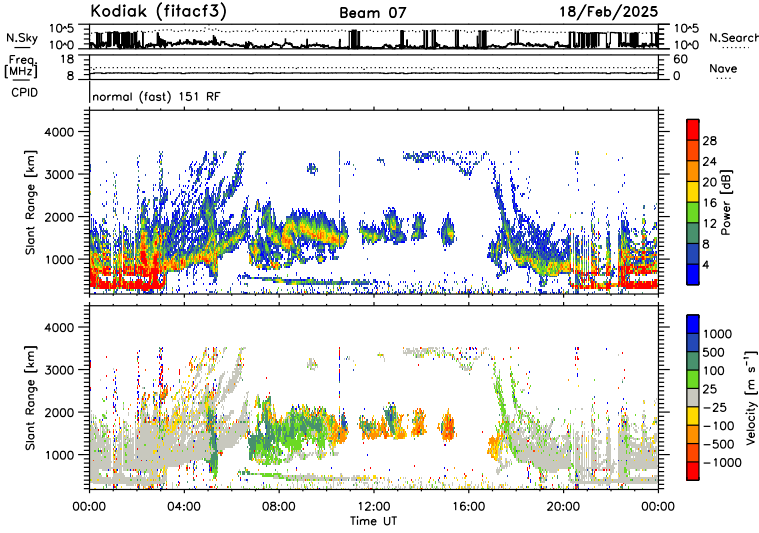 Kodiak (fitacf3) Beam 07 18/Feb/2025
N.Sky 10^5 10^0 10^5 10^0 N.Search
Freq. [MHz] 18 8 60 0 Nave
CPID normal (fast) 151 RF
Slant Range [km] 4000 3000 2000 1000
28 24 20 16 12 8 4 Power [dB]
Slant Range [km] 4000 3000 2000 1000
1000 500 100 25 -25 -100 -500 -1000 Velocity [m s^-1]
00:00 04:00 08:00 12:00 16:00 20:00 00:00
Time UT